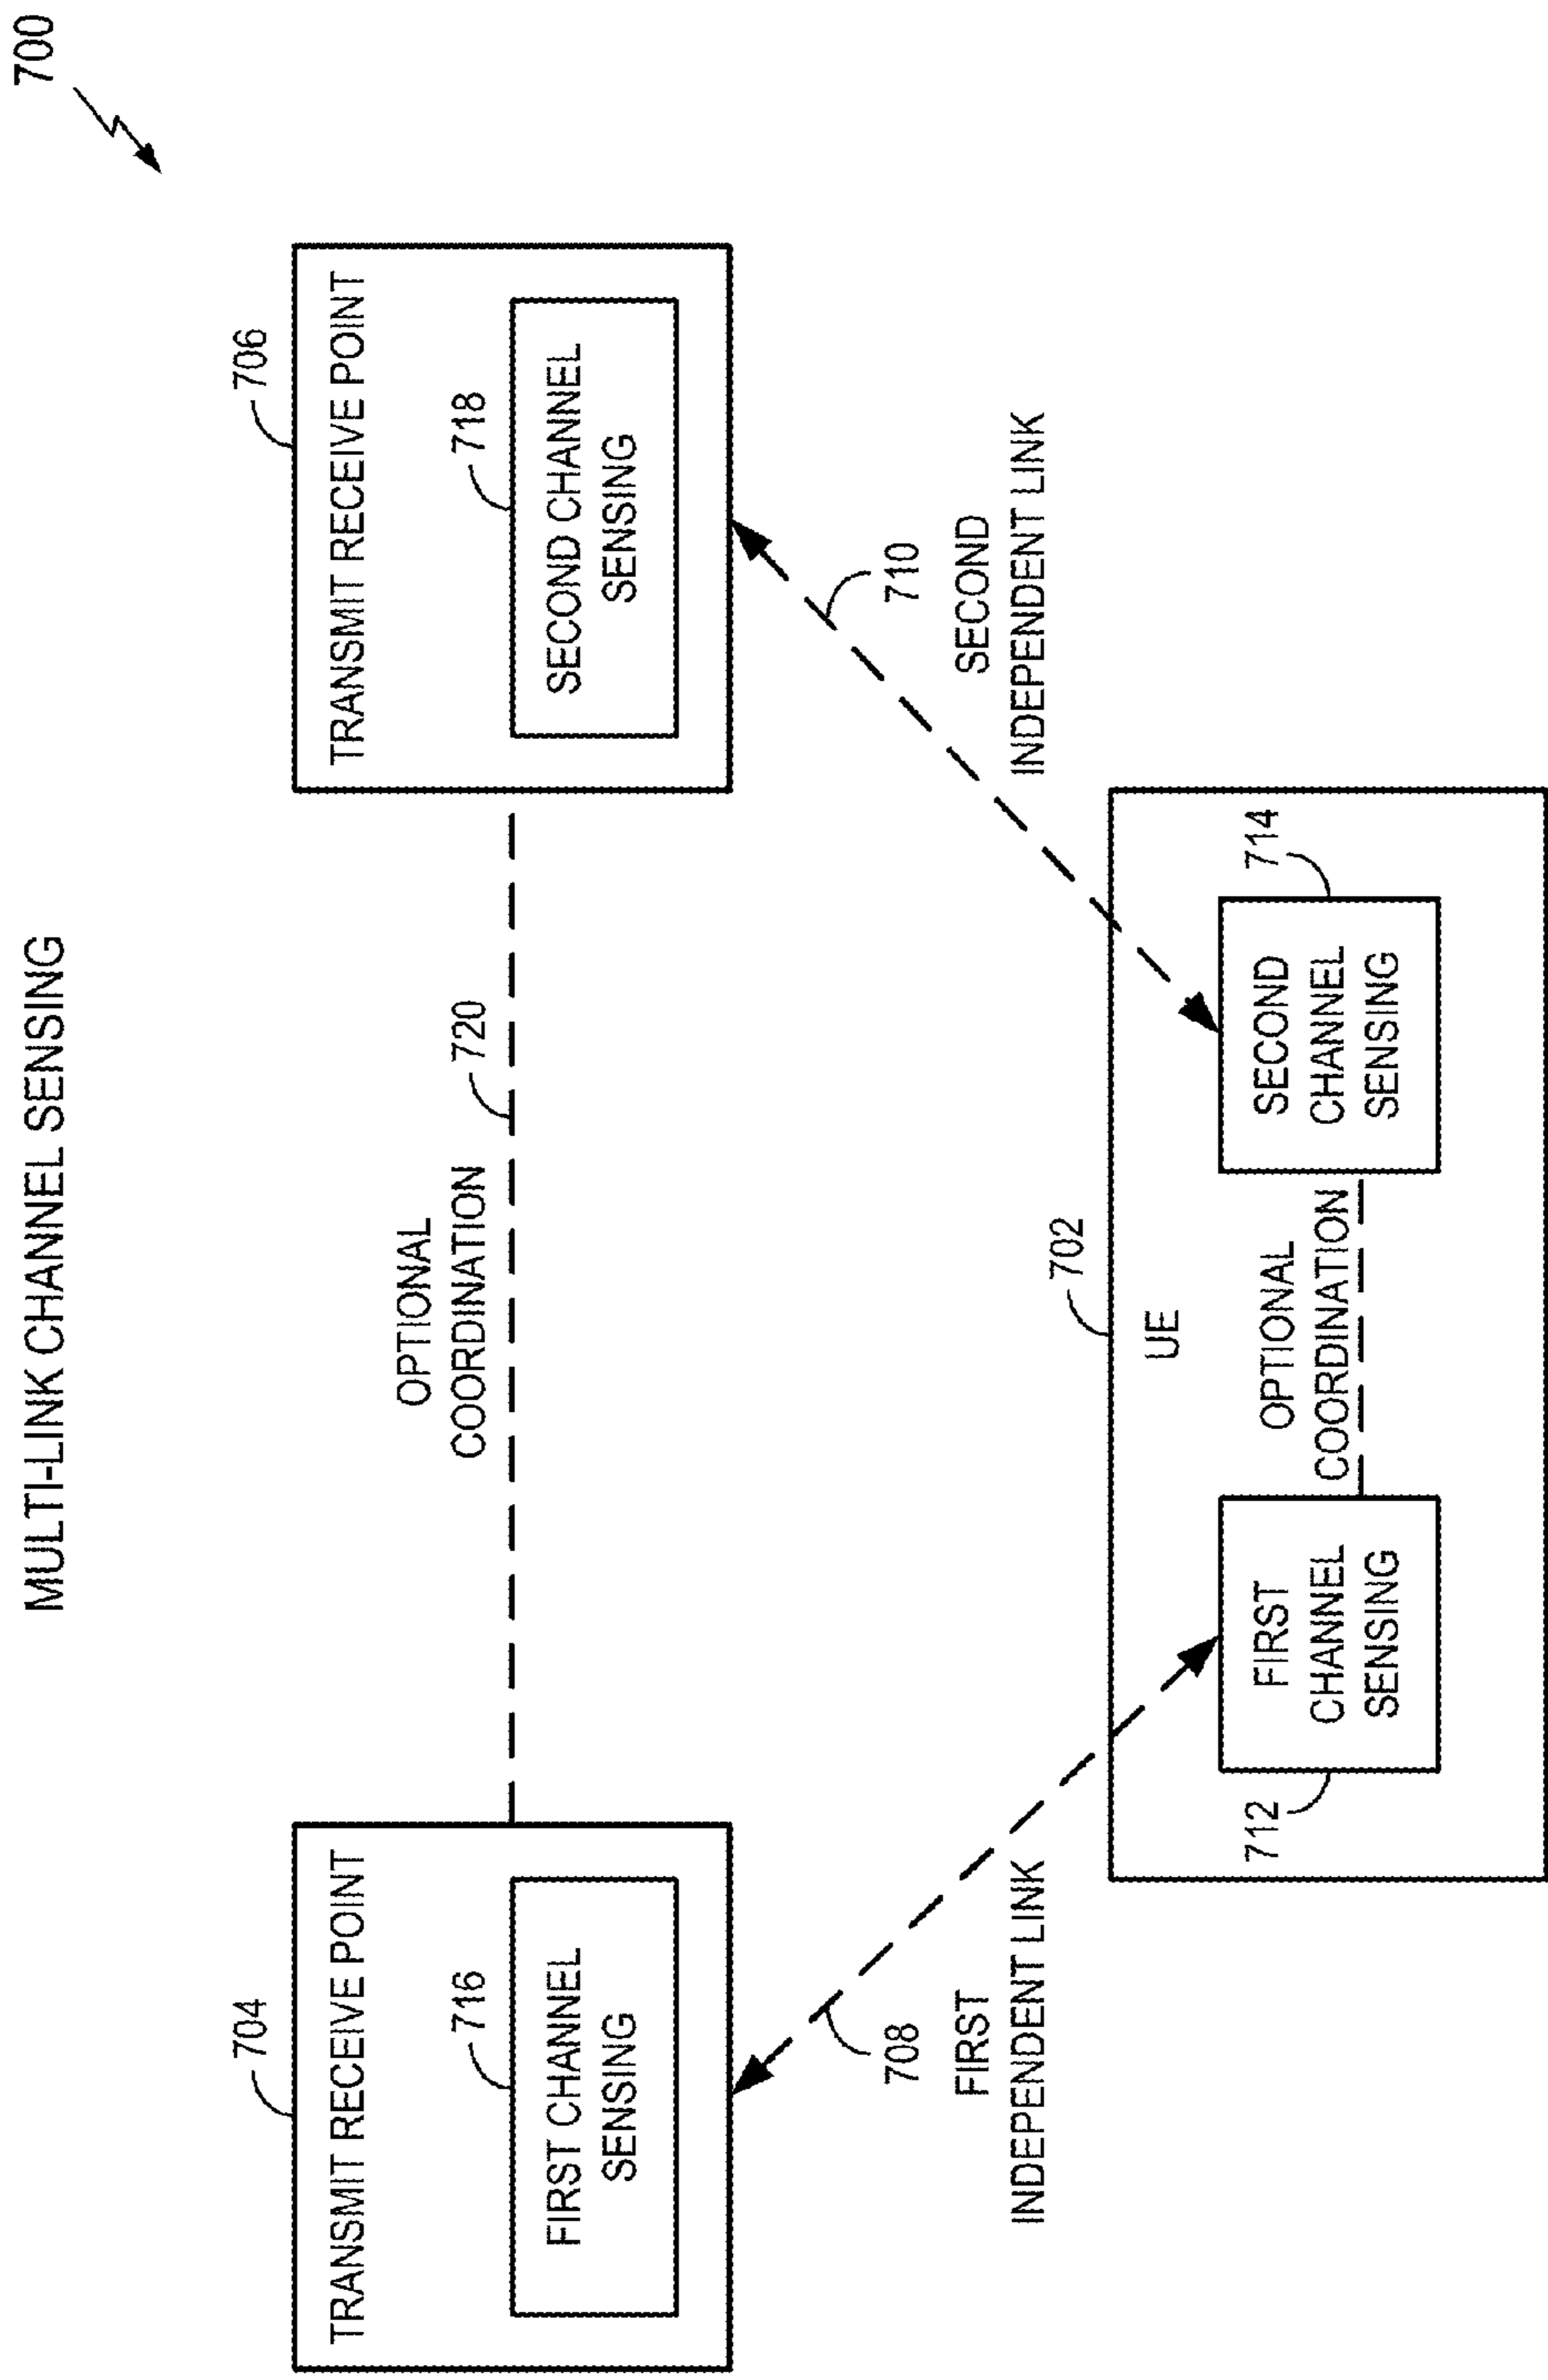 MULTI-LINK CHANNEL SENSING
700
704
TRANSMIT RECEIVE POINT
716
FIRST CHANNEL
SENSING
OPTIONAL
COORDINATION
720
706
TRANSMIT RECEIVE POINT
718
SECOND CHANNEL
SENSING
708
FIRST
INDEPENDENT LINK
710
SECOND
INDEPENDENT LINK
702
UE
712
FIRST
CHANNEL
SENSING
OPTIONAL
COORDINATION
714
SECOND
CHANNEL
SENSING